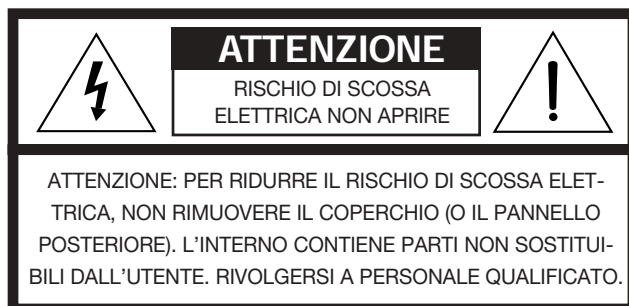 ATTENZIONE
RISCHIO DI SCOSSA
ELETTRICA NON APRIRE
ATTENZIONE: PER RIDURRE IL RISCHIO DI SCOSSA ELET-
TRICA, NON RIMUOVERE IL COPERCHIO (O IL PANNELLO
POSTERIORE). L'INTERNO CONTIENE PARTI NON SOSTITUI-
BILI DALL'UTENTE. RIVOLGERSI A PERSONALE QUALIFICATO.